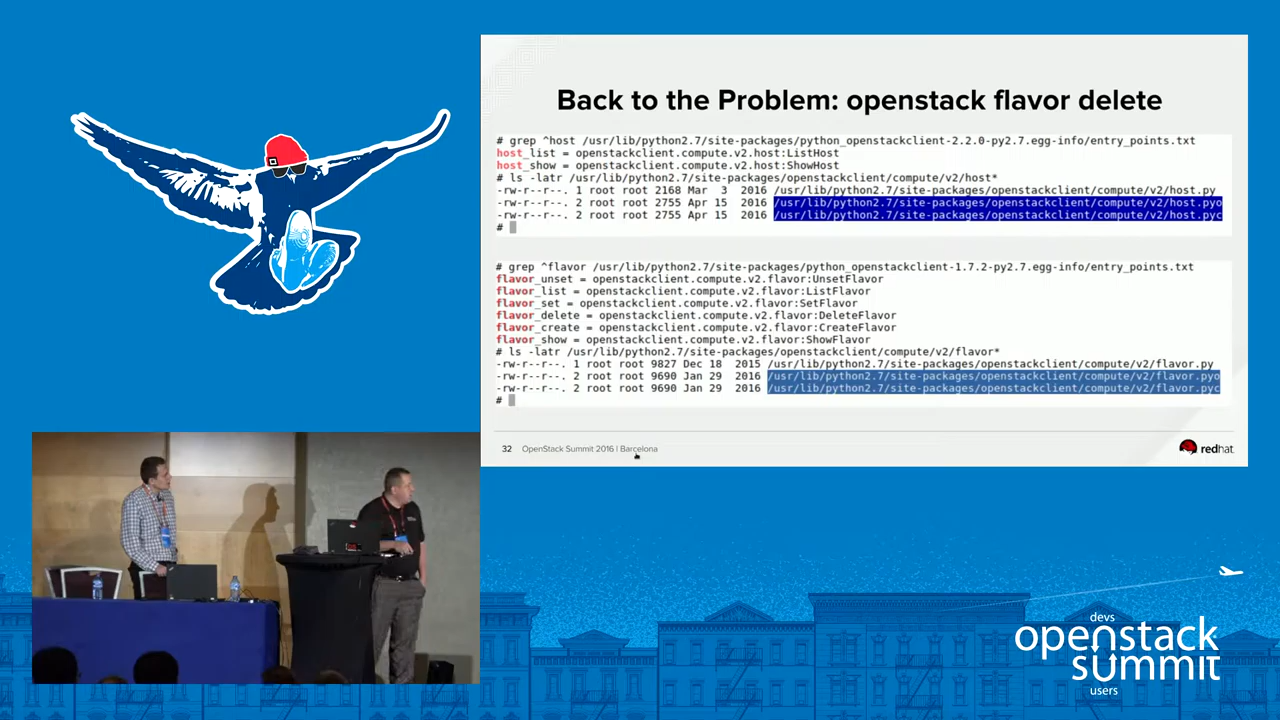 Back to the Problem: openstack flavor delete
# grep ^host /usr/lib/python2.7/site-packages/python_openstackclient-2.2.0-py2.7.egg-info/entry_points.txt
host_list = openstackclient.compute.v2.host:ListHost
host_show = openstackclient.compute.v2.host:ShowHost
# ls -latr /usr/lib/python2.7/site-packages/openstackclient/compute/v2/host*
-rw-r--r--. 1 root root 2168 Mar 3 2016 /usr/lib/python2.7/site-packages/openstackclient/compute/v2/host.py
-rw-r--r--. 2 root root 2755 Apr 15 2016 /usr/lib/python2.7/site-packages/openstackclient/compute/v2/host.pyo
-rw-r--r--. 2 root root 2755 Apr 15 2016 /usr/lib/python2.7/site-packages/openstackclient/compute/v2/host.pyc
#
# grep ^flavor /usr/lib/python2.7/site-packages/python_openstackclient-1.7.2-py2.7.egg-info/entry_points.txt
flavor_unset = openstackclient.compute.v2.flavor:UnsetFlavor
flavor_list = openstackclient.compute.v2.flavor:ListFlavor
flavor_set = openstackclient.compute.v2.flavor:SetFlavor
flavor_delete = openstackclient.compute.v2.flavor:DeleteFlavor
flavor_create = openstackclient.compute.v2.flavor:CreateFlavor
flavor_show = openstackclient.compute.v2.flavor:ShowFlavor
# ls -latr /usr/lib/python2.7/site-packages/openstackclient/compute/v2/flavor*
-rw-r--r--. 1 root root 9827 Dec 18 2015 /usr/lib/python2.7/site-packages/openstackclient/compute/v2/flavor.py
-rw-r--r--. 2 root root 9690 Jan 29 2016 /usr/lib/python2.7/site-packages/openstackclient/compute/v2/flavor.pyo
-rw-r--r--. 2 root root 9690 Jan 29 2016 /usr/lib/python2.7/site-packages/openstackclient/compute/v2/flavor.pyc
#
32 OpenStack Summit 2016 | Barcelona
redhat
devs
openstack
summit
users